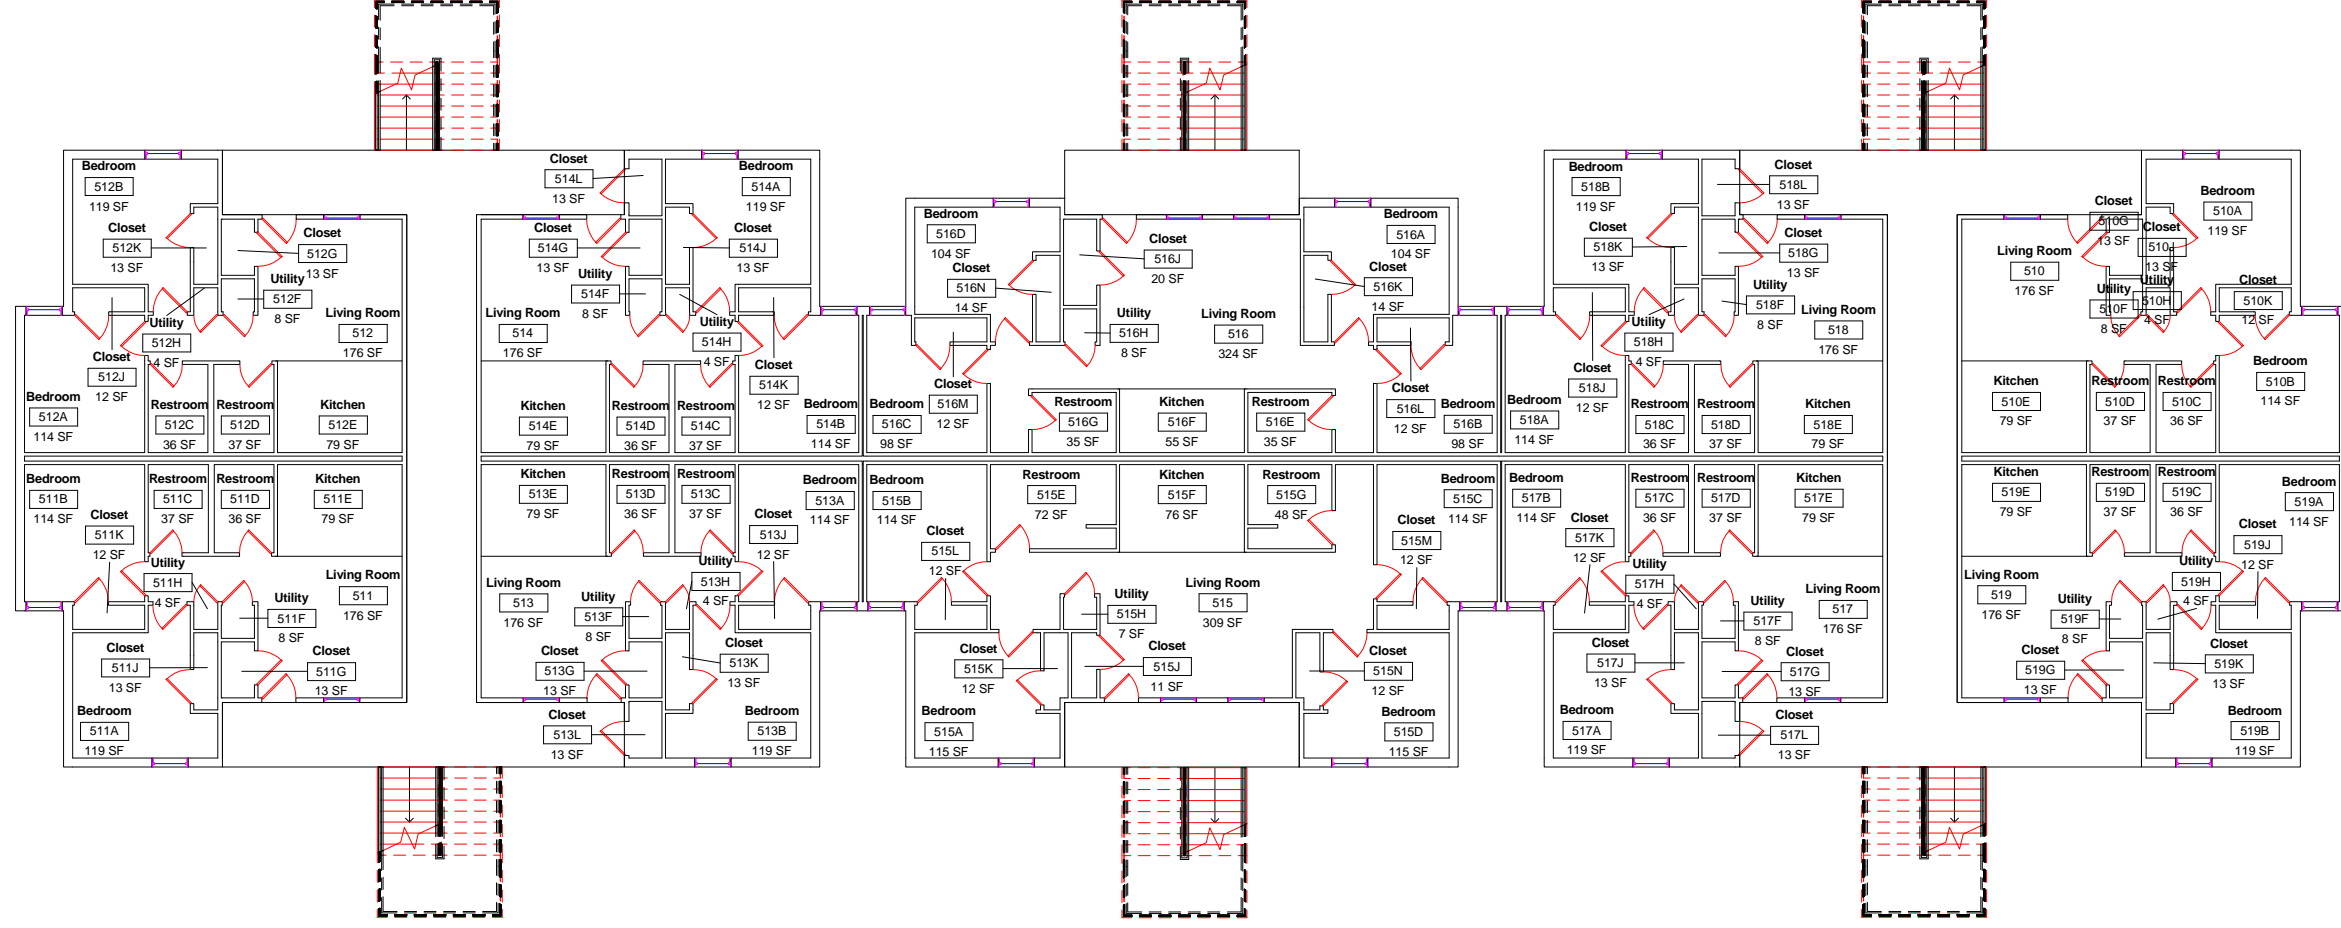 Bedroom
512B
119 SF
Closet
512K
13 SF
Closet
512G
13 SF
Utility
512F
8 SF
Utility
512H
4 SF
Living Room
512
176 SF
Closet
512J
12 SF
Bedroom
512A
114 SF
Restroom
512C
36 SF
Restroom
512D
37 SF
Kitchen
512E
79 SF
Closet
514L
13 SF
Bedroom
514A
119 SF
Closet
514G
13 SF
Closet
514J
13 SF
Utility
514F
8 SF
Living Room
514
176 SF
Utility
514H
4 SF
Closet
514K
12 SF
Kitchen
514E
79 SF
Restroom
514D
36 SF
Restroom
514C
37 SF
Bedroom
514B
114 SF
Bedroom
516D
104 SF
Closet
516N
14 SF
Closet
516J
20 SF
Bedroom
516A
104 SF
Closet
516K
14 SF
Utility
516H
8 SF
Living Room
516
324 SF
Closet
516M
12 SF
Bedroom
516C
98 SF
Restroom
516G
35 SF
Kitchen
516F
55 SF
Restroom
516E
35 SF
Closet
516L
12 SF
Bedroom
516B
98 SF
Bedroom
518B
119 SF
Closet
518L
13 SF
Closet
518K
13 SF
Closet
518G
13 SF
Utility
518F
8 SF
Utility
518H
4 SF
Living Room
518
176 SF
Closet
518J
12 SF
Bedroom
518A
114 SF
Restroom
518C
36 SF
Restroom
518D
37 SF
Kitchen
518E
79 SF
Closet
510G
13 SF
Bedroom
510A
119 SF
Closet
13 SF
Living Room
510
176 SF
Utility
510F
8 SF
Utility
510H
4 SF
Closet
510K
12 SF
Kitchen
510E
79 SF
Restroom
510D
37 SF
Restroom
510C
36 SF
Bedroom
510B
114 SF
Bedroom
511B
114 SF
Restroom
511C
37 SF
Restroom
511D
36 SF
Kitchen
511E
79 SF
Closet
511K
12 SF
Utility
511H
4 SF
Living Room
511
176 SF
Utility
511F
8 SF
Closet
511J
13 SF
Closet
511G
13 SF
Bedroom
511A
119 SF
Kitchen
513E
79 SF
Restroom
513D
36 SF
Restroom
513C
37 SF
Bedroom
513A
114 SF
Closet
513J
12 SF
Living Room
513
176 SF
Utility
513F
8 SF
Utility
513H
4 SF
Closet
513G
13 SF
Closet
513K
13 SF
Closet
513L
13 SF
Bedroom
513B
119 SF
Bedroom
515B
114 SF
Restroom
515E
72 SF
Kitchen
515F
76 SF
Restroom
515G
48 SF
Bedroom
515C
114 SF
Closet
515L
12 SF
Closet
515M
12 SF
Utility
515H
7 SF
Living Room
515
309 SF
Closet
515K
12 SF
Closet
515J
11 SF
Closet
515N
12 SF
Bedroom
515A
115 SF
Bedroom
515D
115 SF
Bedroom
517B
114 SF
Restroom
517C
36 SF
Restroom
517D
37 SF
Kitchen
517E
79 SF
Closet
517K
12 SF
Utility
517H
4 SF
Utility
517F
8 SF
Living Room
517
176 SF
Closet
517J
13 SF
Closet
517G
13 SF
Bedroom
517A
119 SF
Closet
517L
13 SF
Kitchen
519E
79 SF
Restroom
519D
37 SF
Restroom
519C
36 SF
Bedroom
519A
114 SF
Closet
519J
12 SF
Living Room
519
176 SF
Utility
519F
8 SF
Utility
519H
4 SF
Closet
519G
13 SF
Closet
519K
13 SF
Bedroom
519B
119 SF